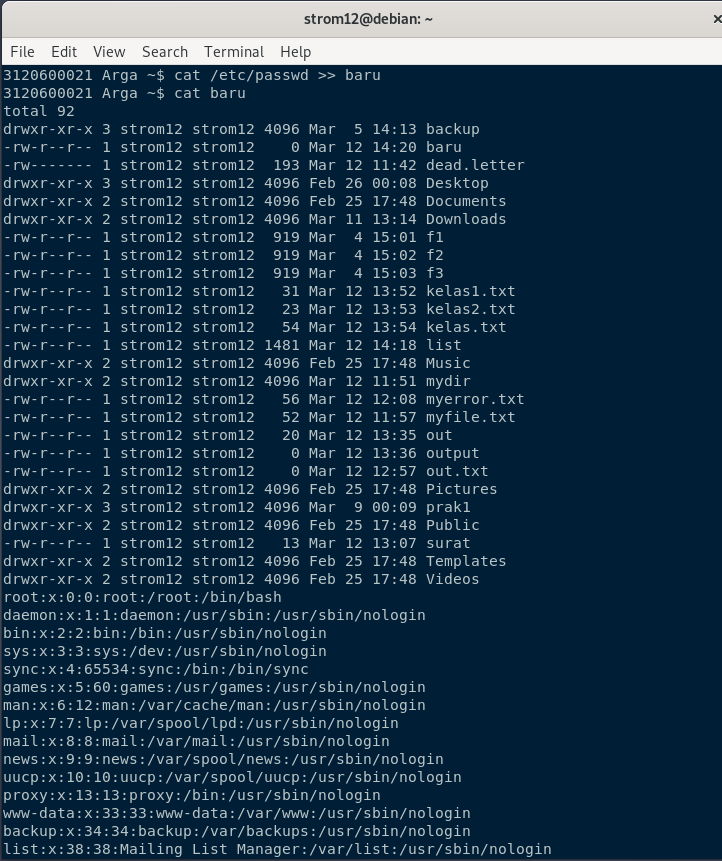 strom12@debian: ~
File Edit View Search Terminal Help
3120600021 Arga ~$ cat /etc/passwd >> baru
3120600021 Arga ~$ cat baru
total 92
drwxr-xr-x 3 strom12 strom12 4096 Mar  5 14:13 backup
-rw-r--r-- 1 strom12 strom12    0 Mar 12 14:20 baru
-rw------- 1 strom12 strom12  193 Mar 12 11:42 dead.letter
drwxr-xr-x 3 strom12 strom12 4096 Feb 26 00:08 Desktop
drwxr-xr-x 2 strom12 strom12 4096 Feb 25 17:48 Documents
drwxr-xr-x 2 strom12 strom12 4096 Mar 11 13:14 Downloads
-rw-r--r-- 1 strom12 strom12  919 Mar  4 15:01 f1
-rw-r--r-- 1 strom12 strom12  919 Mar  4 15:02 f2
-rw-r--r-- 1 strom12 strom12  919 Mar  4 15:03 f3
-rw-r--r-- 1 strom12 strom12   31 Mar 12 13:52 kelas1.txt
-rw-r--r-- 1 strom12 strom12   23 Mar 12 13:53 kelas2.txt
-rw-r--r-- 1 strom12 strom12   54 Mar 12 13:54 kelas.txt
-rw-r--r-- 1 strom12 strom12 1481 Mar 12 14:18 list
drwxr-xr-x 2 strom12 strom12 4096 Feb 25 17:48 Music
drwxr-xr-x 2 strom12 strom12 4096 Mar 12 11:51 mydir
-rw-r--r-- 1 strom12 strom12   56 Mar 12 12:08 myerror.txt
-rw-r--r-- 1 strom12 strom12   52 Mar 12 11:57 myfile.txt
-rw-r--r-- 1 strom12 strom12   20 Mar 12 13:35 out
-rw-r--r-- 1 strom12 strom12    0 Mar 12 13:36 output
-rw-r--r-- 1 strom12 strom12    0 Mar 12 12:57 out.txt
drwxr-xr-x 2 strom12 strom12 4096 Feb 25 17:48 Pictures
drwxr-xr-x 3 strom12 strom12 4096 Mar  9 00:09 prak1
drwxr-xr-x 2 strom12 strom12 4096 Feb 25 17:48 Public
-rw-r--r-- 1 strom12 strom12   13 Mar 12 13:07 surat
drwxr-xr-x 2 strom12 strom12 4096 Feb 25 17:48 Templates
drwxr-xr-x 2 strom12 strom12 4096 Feb 25 17:48 Videos
root:x:0:0:root:/root:/bin/bash
daemon:x:1:1:daemon:/usr/sbin:/usr/sbin/nologin
bin:x:2:2:bin:/bin:/usr/sbin/nologin
sys:x:3:3:sys:/dev:/usr/sbin/nologin
sync:x:4:65534:sync:/bin:/bin/sync
games:x:5:60:games:/usr/games:/usr/sbin/nologin
man:x:6:12:man:/var/cache/man:/usr/sbin/nologin
lp:x:7:7:lp:/var/spool/lpd:/usr/sbin/nologin
mail:x:8:8:mail:/var/mail:/usr/sbin/nologin
news:x:9:9:news:/var/spool/news:/usr/sbin/nologin
uucp:x:10:10:uucp:/var/spool/uucp:/usr/sbin/nologin
proxy:x:13:13:proxy:/bin:/usr/sbin/nologin
www-data:x:33:33:www-data:/var/www:/usr/sbin/nologin
backup:x:34:34:backup:/var/backups:/usr/sbin/nologin
list:x:38:38:Mailing List Manager:/var/list:/usr/sbin/nologin